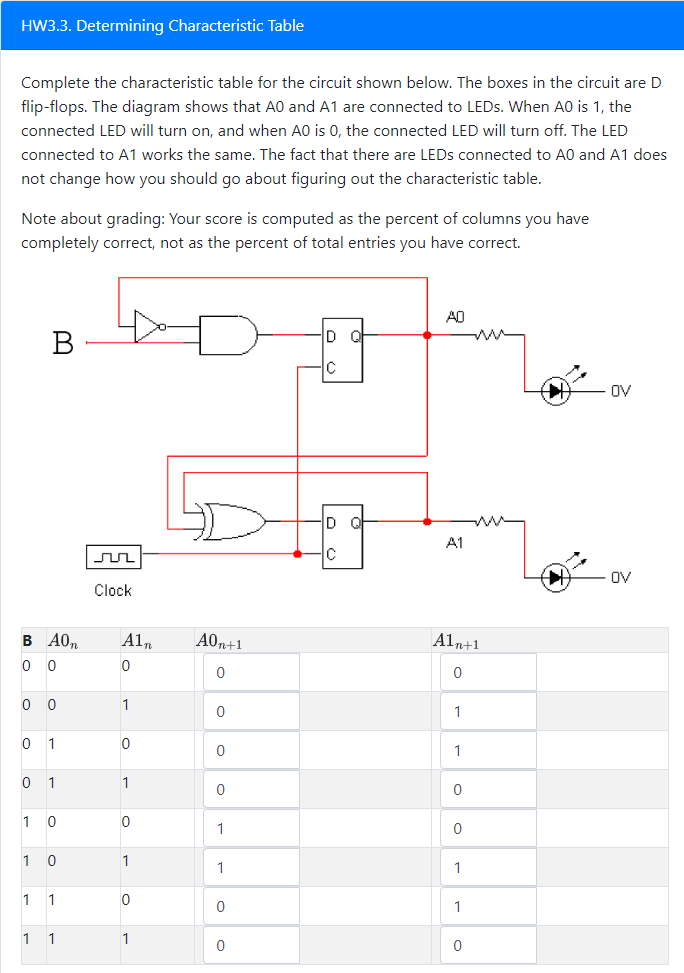 HW3.3. Determining Characteristic Table
Complete the characteristic table for the circuit shown below. The boxes in the circuit are D
flip-flops. The diagram shows that A0 and A1 are connected to LEDs. When A0 is 1, the
connected LED will turn on, and when A0 is 0, the connected LED will turn off. The LED
connected to A1 works the same. The fact that there are LEDs connected to A0 and A1 does
not change how you should go about figuring out the characteristic table.
Note about grading: Your score is computed as the percent of columns you have
completely correct, not as the percent of total entries you have correct.
A0
B
D Q
C
0V
D Q
C
A1
Clock
0V
B A0n A1n A0n+1 A1n+1
0 0 0 0 0
0 0 1 0 1
0 1 0 0 1
0 1 1 0 0
1 0 0 1 0
1 0 1 1 1
1 1 0 0 1
1 1 1 0 0